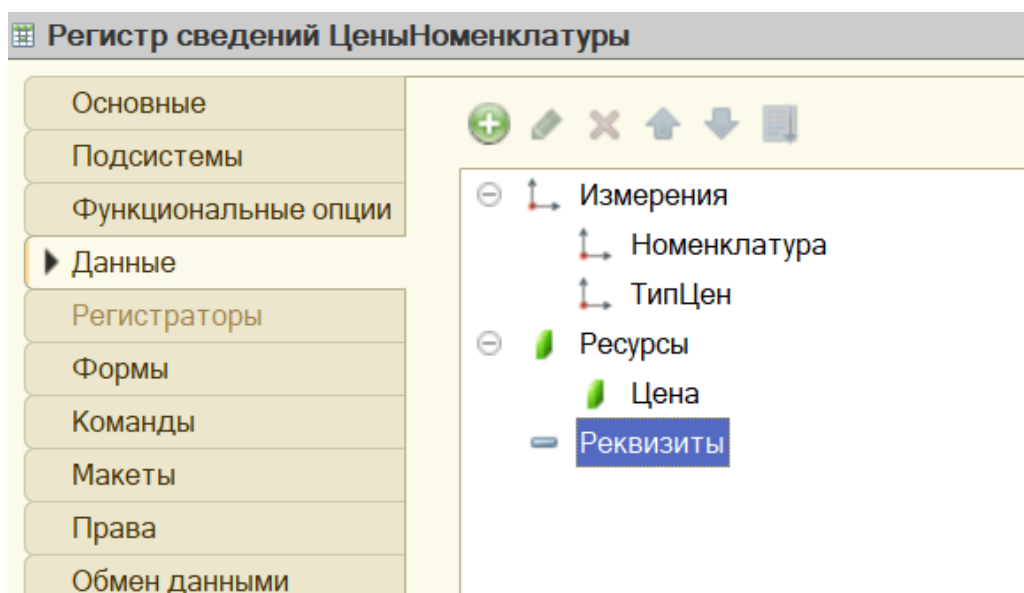 Регистр сведений ЦеныНоменклатуры
Основные
Подсистемы
Функциональные опции
Данные
Регистраторы
Формы
Команды
Макеты
Права
Обмен данными
Измерения
Номенклатура
ТипЦен
Ресурсы
Цена
Реквизиты